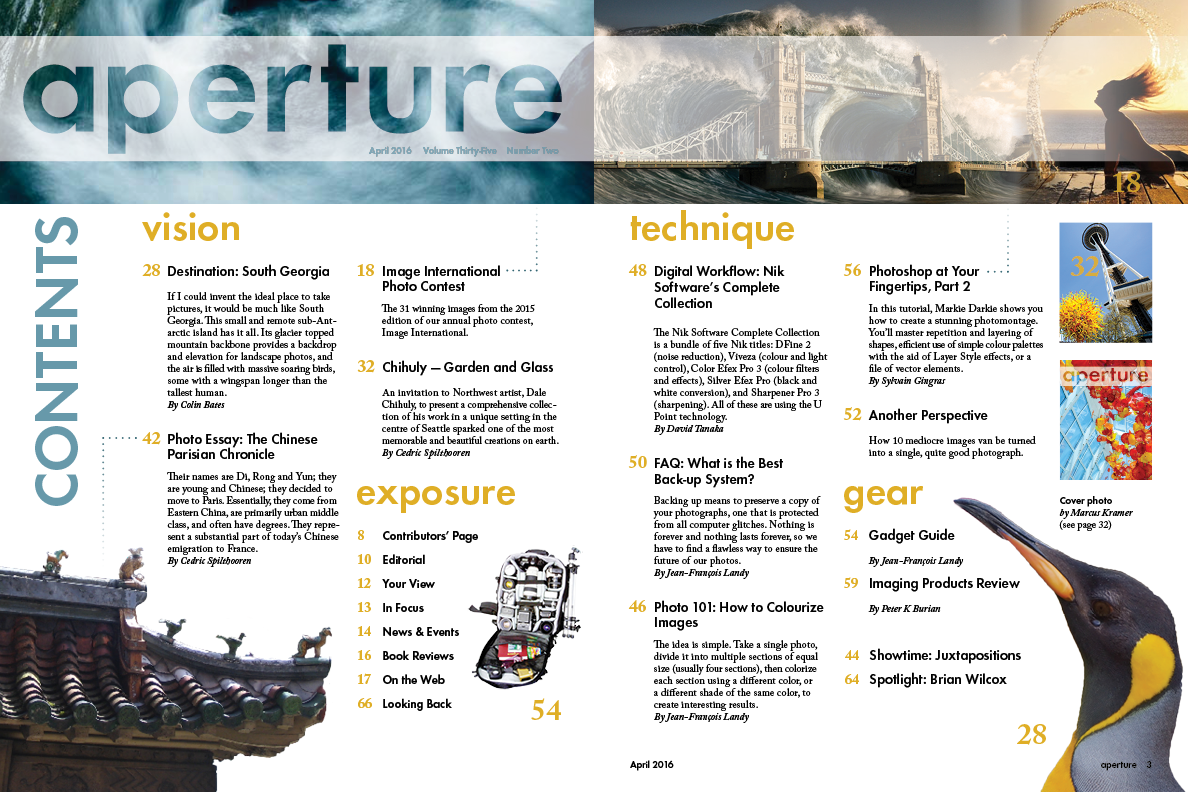 aperture
April 2016 Volume Thirty-Five Number Two
18
CONTENTS
vision
28 Destination: South Georgia
If I could invent the ideal place to take
pictures, it would be much like South
Georgia. This small and remote sub-Ant-
arctic island has it all. Its glacier topped
mountain backbone provides a backdrop
and elevation for landscape photos, and
the air is filled with massive soaring birds,
some with a wingspan longer than the
tallest human.
By Colin Bates
42 Photo Essay: The Chinese
Parisian Chronicle
Their names are Di, Rong and Yun; they
are young and Chinese; they decided to
move to Paris. Essentially, they come from
Eastern China, are primarily urban middle
class, and often have degrees. They repre-
sent a substantial part of today's Chinese
emigration to France.
By Cedric Spilthooren
18 Image International
Photo Contest
The 31 winning images from the 2015
edition of our annual photo contest,
Image International.
32 Chihuly — Garden and Glass
An invitation to Northwest artist, Dale
Chihuly, to present a comprehensive collec-
tion of his work in a unique setting in the
centre of Seattle sparked one of the most
memorable and beautiful creations on earth.
By Cedric Spilthooren
exposure
8 Contributors' Page
10 Editorial
12 Your View
13 In Focus
14 News & Events
16 Book Reviews
17 On the Web
66 Looking Back
54
technique
48 Digital Workflow: Nik
Software's Complete
Collection
The Nik Software Complete Collection
is a bundle of five Nik titles: DFine 2
(noise reduction), Viveza (colour and light
control), Color Efex Pro 3 (colour filters
and effects), Silver Efex Pro (black and
white conversion), and Sharpener Pro 3
(sharpening). All of these are using the U
Point technology.
By David Tanaka
50 FAQ: What is the Best
Back-up System?
Backing up means to preserve a copy of
your photographs, one that is protected
from all computer glitches. Nothing is
forever and nothing lasts forever, so we
have to find a flawless way to ensure the
future of our photos.
By Jean-François Landy
46 Photo 101: How to Colourize
Images
The idea is simple. Take a single photo,
divide it into multiple sections of equal
size (usually four sections), then colorize
each section using a different color, or
a different shade of the same color, to
create interesting results.
By Jean-François Landy
56 Photoshop at Your
Fingertips, Part 2
In this tutorial, Markie Darkie shows you
how to create a stunning photomontage.
You'll master repetition and layering of
shapes, efficient use of simple colour palettes
with the aid of Layer Style effects, or a
file of vector elements.
By Sylvain Gingras
52 Another Perspective
How 10 mediocre images van be turned
into a single, quite good photograph.
gear
54 Gadget Guide
By Jean-François Landy
59 Imaging Products Review
By Peter K Burian
44 Showtime: Juxtapositions
64 Spotlight: Brian Wilcox
28
32
aperture
Cover photo
by Marcus Kramer
(see page 32)
April 2016
aperture 3